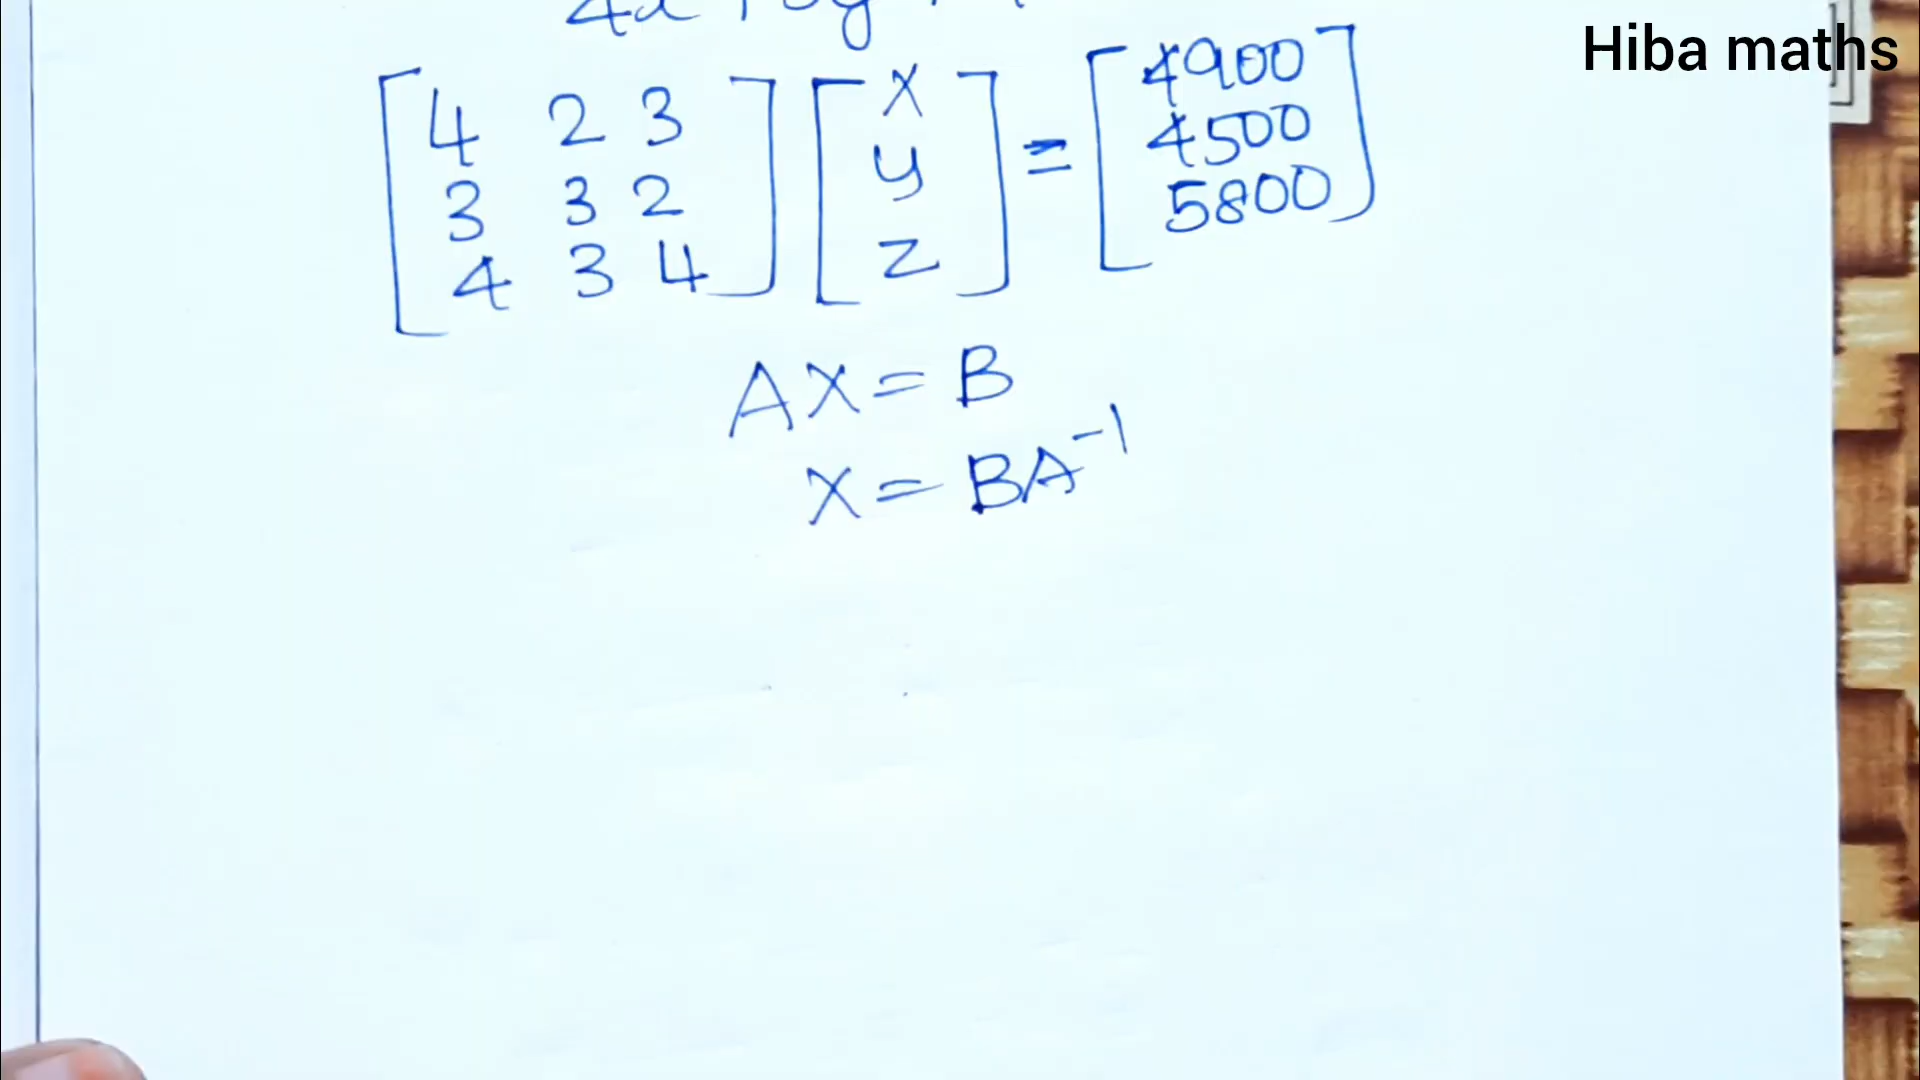 Hiba maths
[4 2 3] [x] = [4900]
[3 3 2] [y] [4500]
[4 3 4] [z] [5800]
AX = B
X = BA⁻¹